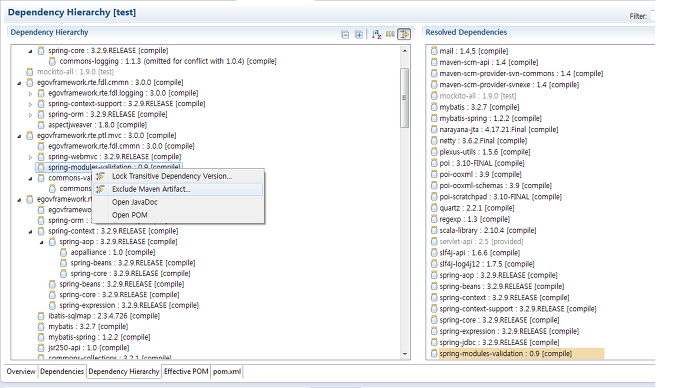 Dependency Hierarchy [test]
Filter:
Dependency Hierarchy
spring-core : 3.2.9.RELEASE [compile]
commons-logging : 1.1.3 (omitted for conflict with 1.0.4) [compile]
mockito-all : 1.9.0 [test]
egovframework.rte.fdl.cmmn : 3.0.0 [compile]
egovframework.rte.fdl.logging : 3.0.0 [compile]
spring-context-support : 3.2.9.RELEASE [compile]
spring-orm : 3.2.9.RELEASE [compile]
aspectjweaver : 1.8.0 [compile]
egovframework.rte.ptl.mvc : 3.0.0 [compile]
egovframework.rte.fdl.cmmn : 3.0.0 [compile]
spring-webmvc : 3.2.9.RELEASE [compile]
spring-modules-validation : 0.9 [compile]
commons-va
commons
egovframework.r
egovframewor
spring-orm
Lock Transitive Dependency Version...
Exclude Maven Artifact...
Open JavaDoc
Open POM
spring-context : 3.2.9.RELEASE [compile]
spring-aop : 3.2.9.RELEASE [compile]
aopalliance : 1.0 [compile]
spring-beans : 3.2.9.RELEASE [compile]
spring-core : 3.2.9.RELEASE [compile]
spring-beans : 3.2.9.RELEASE [compile]
spring-core : 3.2.9.RELEASE [compile]
spring-expression : 3.2.9.RELEASE [compile]
ibatis-sqlmap : 2.3.4.726 [compile]
mybatis : 3.2.7 [compile]
mybatis-spring : 1.2.2 [compile]
jsr250-api : 1.0 [compile]
commons-collections : 3.2.1 [compile]
Resolved Dependencies
mail : 1.4.5 [compile]
maven-scm-api : 1.4 [compile]
maven-scm-provider-svn-commons : 1.4 [compile]
maven-scm-provider-svnexe : 1.4 [compile]
mockito-all : 1.9.0 [test]
mybatis : 3.2.7 [compile]
mybatis-spring : 1.2.2 [compile]
narayana-jta : 4.17.21.Final [compile]
netty : 3.6.2.Final [compile]
plexus-utils : 1.5.6 [compile]
poi : 3.10-FINAL [compile]
poi-ooxml : 3.9 [compile]
poi-ooxml-schemas : 3.9 [compile]
poi-scratchpad : 3.10-FINAL [compile]
quartz : 2.2.1 [compile]
regexp : 1.3 [compile]
scala-library : 2.10.4 [compile]
servlet-api : 2.5 [provided]
slf4j-api : 1.6.6 [compile]
slf4j-log4j12 : 1.7.5 [compile]
spring-aop : 3.2.9.RELEASE [compile]
spring-beans : 3.2.9.RELEASE [compile]
spring-context : 3.2.9.RELEASE [compile]
spring-context-support : 3.2.9.RELEASE [compile]
spring-core : 3.2.9.RELEASE [compile]
spring-expression : 3.2.9.RELEASE [compile]
spring-jdbc : 3.2.9.RELEASE [compile]
spring-modules-validation : 0.9 [compile]
Overview Dependencies Dependency Hierarchy Effective POM pom.xml